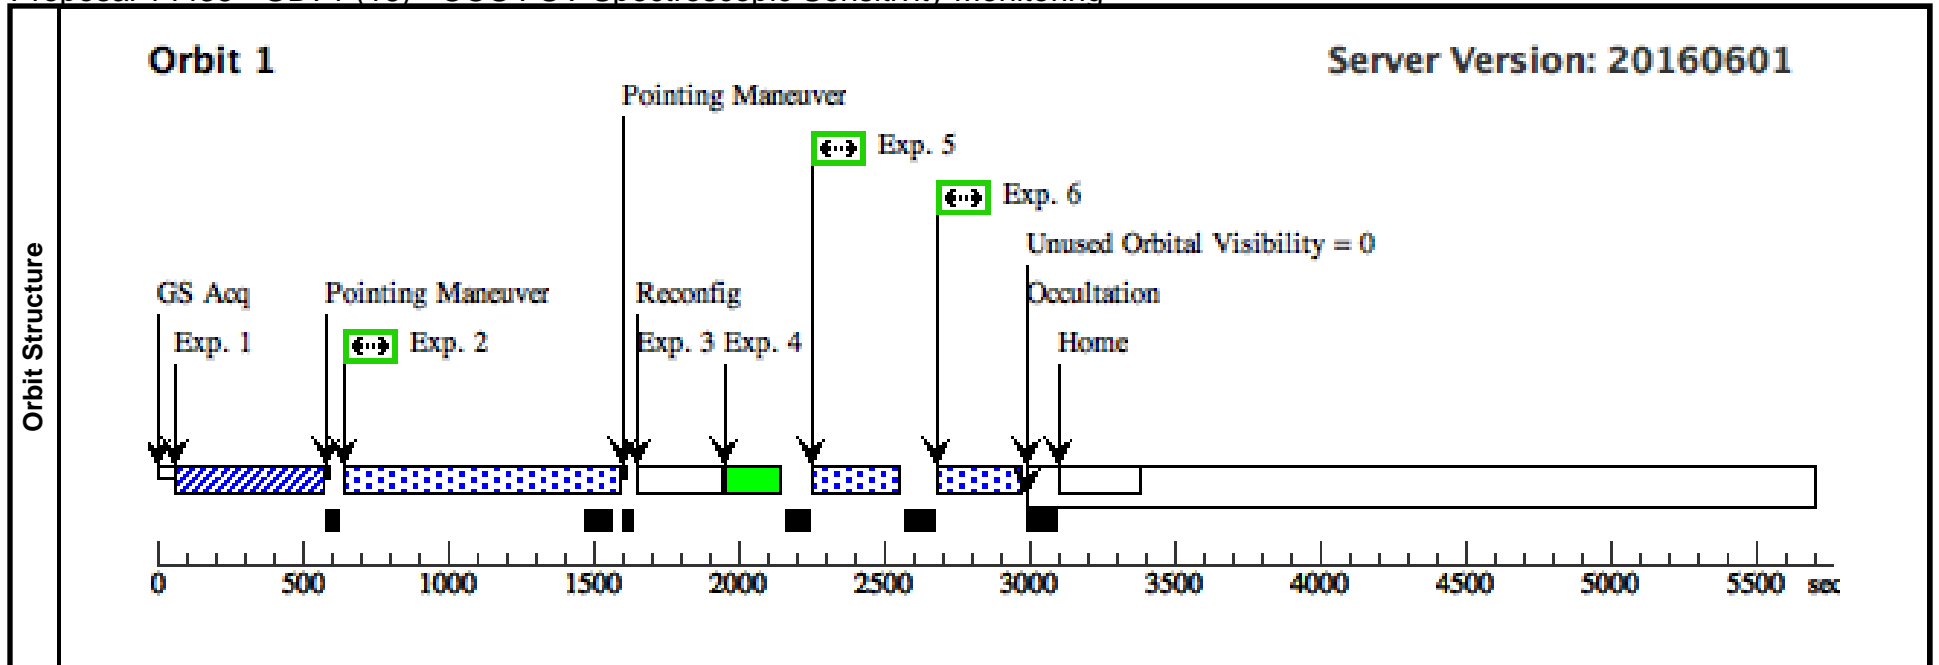 Orbit Structure
Orbit 1
Server Version: 20160601
Pointing Maneuver
Exp. 5
Exp. 6
Unused Orbital Visibility = 0
GS Acq
Pointing Maneuver
Reconfig
Occultation
Exp. 1
Exp. 2
Exp. 3
Exp. 4
Home
0
500
1000
1500
2000
2500
3000
3500
4000
4500
5000
5500
sec